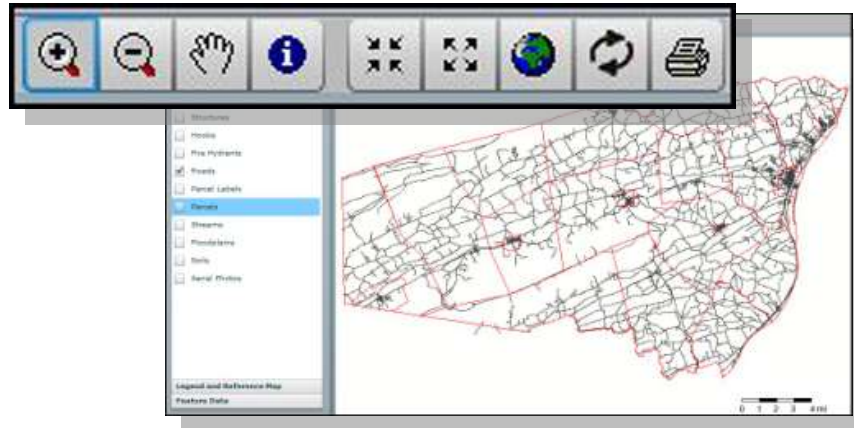 Structures
Hooks
Fire Hydrants
Roads
Parcel Labels
Parcels
Streams
Floodplains
Soils
Aerial Photos
Legend and Reference Map
Feature Data
0 1 2 3 4 mi